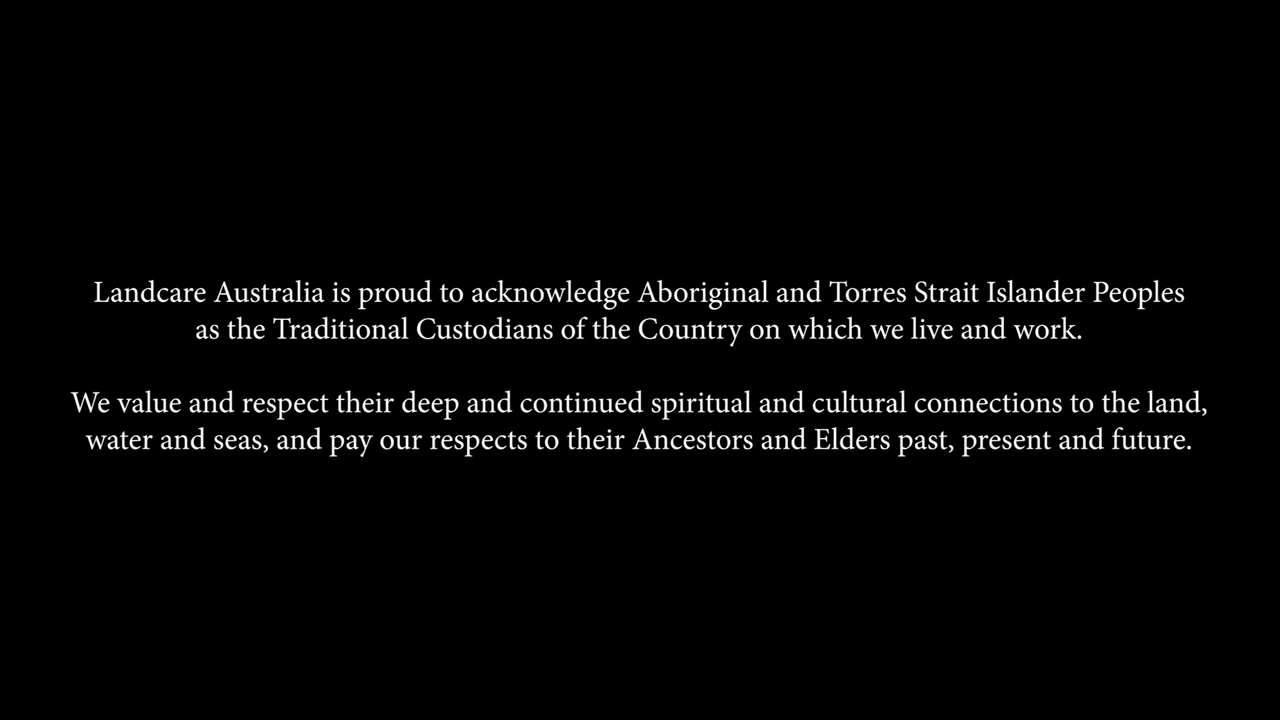 Landcare Australia is proud to acknowledge Aboriginal and Torres Strait Islander Peoples
as the Traditional Custodians of the Country on which we live and work.
We value and respect their deep and continued spiritual and cultural connections to the land,
water and seas, and pay our respects to their Ancestors and Elders past, present and future.